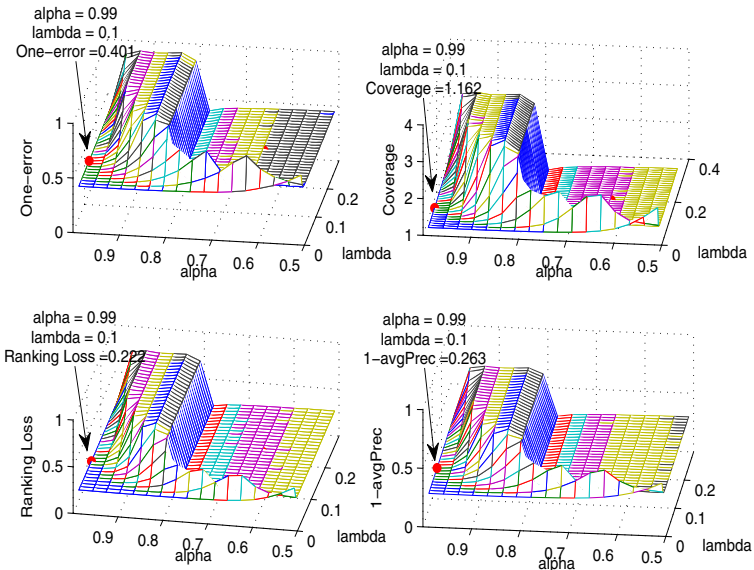 alpha = 0.99
lambda = 0.1
One-error =0.401
1
0.5
0
One-error
0.9
0.8
0.7
0.6
0.5
alpha
0
0.1
0.2
lambda
alpha = 0.99
lambda = 0.1
Coverage =1.162
4
3
2
1
Coverage
0.9
0.8
0.7
0.6
0.5
alpha
0
0.2
0.4
lambda
alpha = 0.99
lambda = 0.1
Ranking Loss =0.222
1
0.5
0
Ranking Loss
0.9
0.8
0.7
0.6
0.5
alpha
0
0.1
0.2
lambda
alpha = 0.99
lambda = 0.1
1-avgPrec =0.263
1
0.5
0
1-avgPrec
0.9
0.8
0.7
0.6
0.5
alpha
0
0.1
0.2
lambda